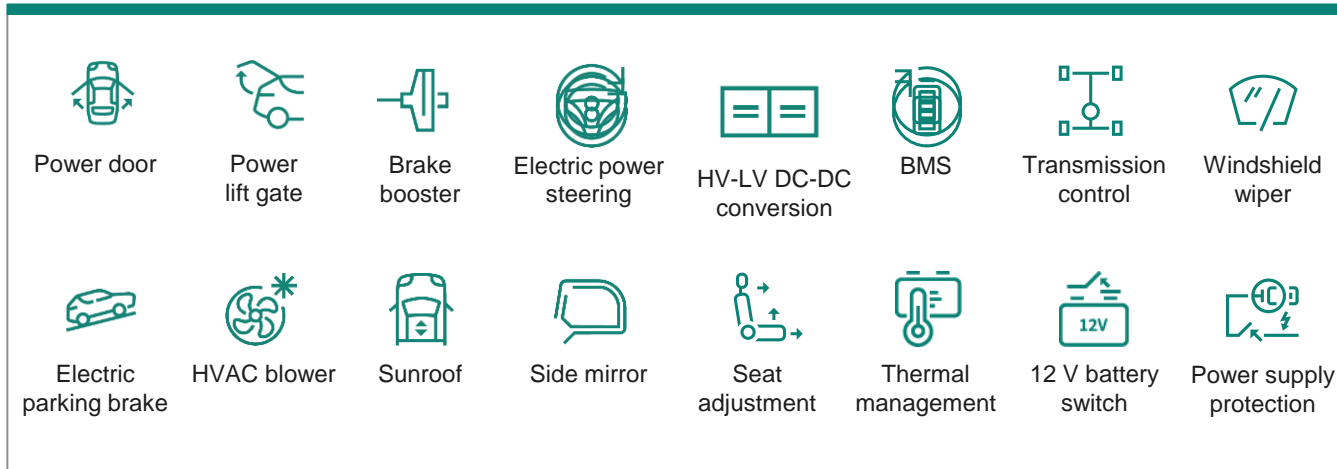 Power door
Power
lift gate
Brake
booster
Electric power
steering
HV-LV DC-DC
conversion
BMS
Transmission
control
Windshield
wiper
12V
Electric
parking brake
HVAC blower
Sunroof
Side mirror
Seat
adjustment
Thermal
management
12 V battery
switch
Power supply
protection